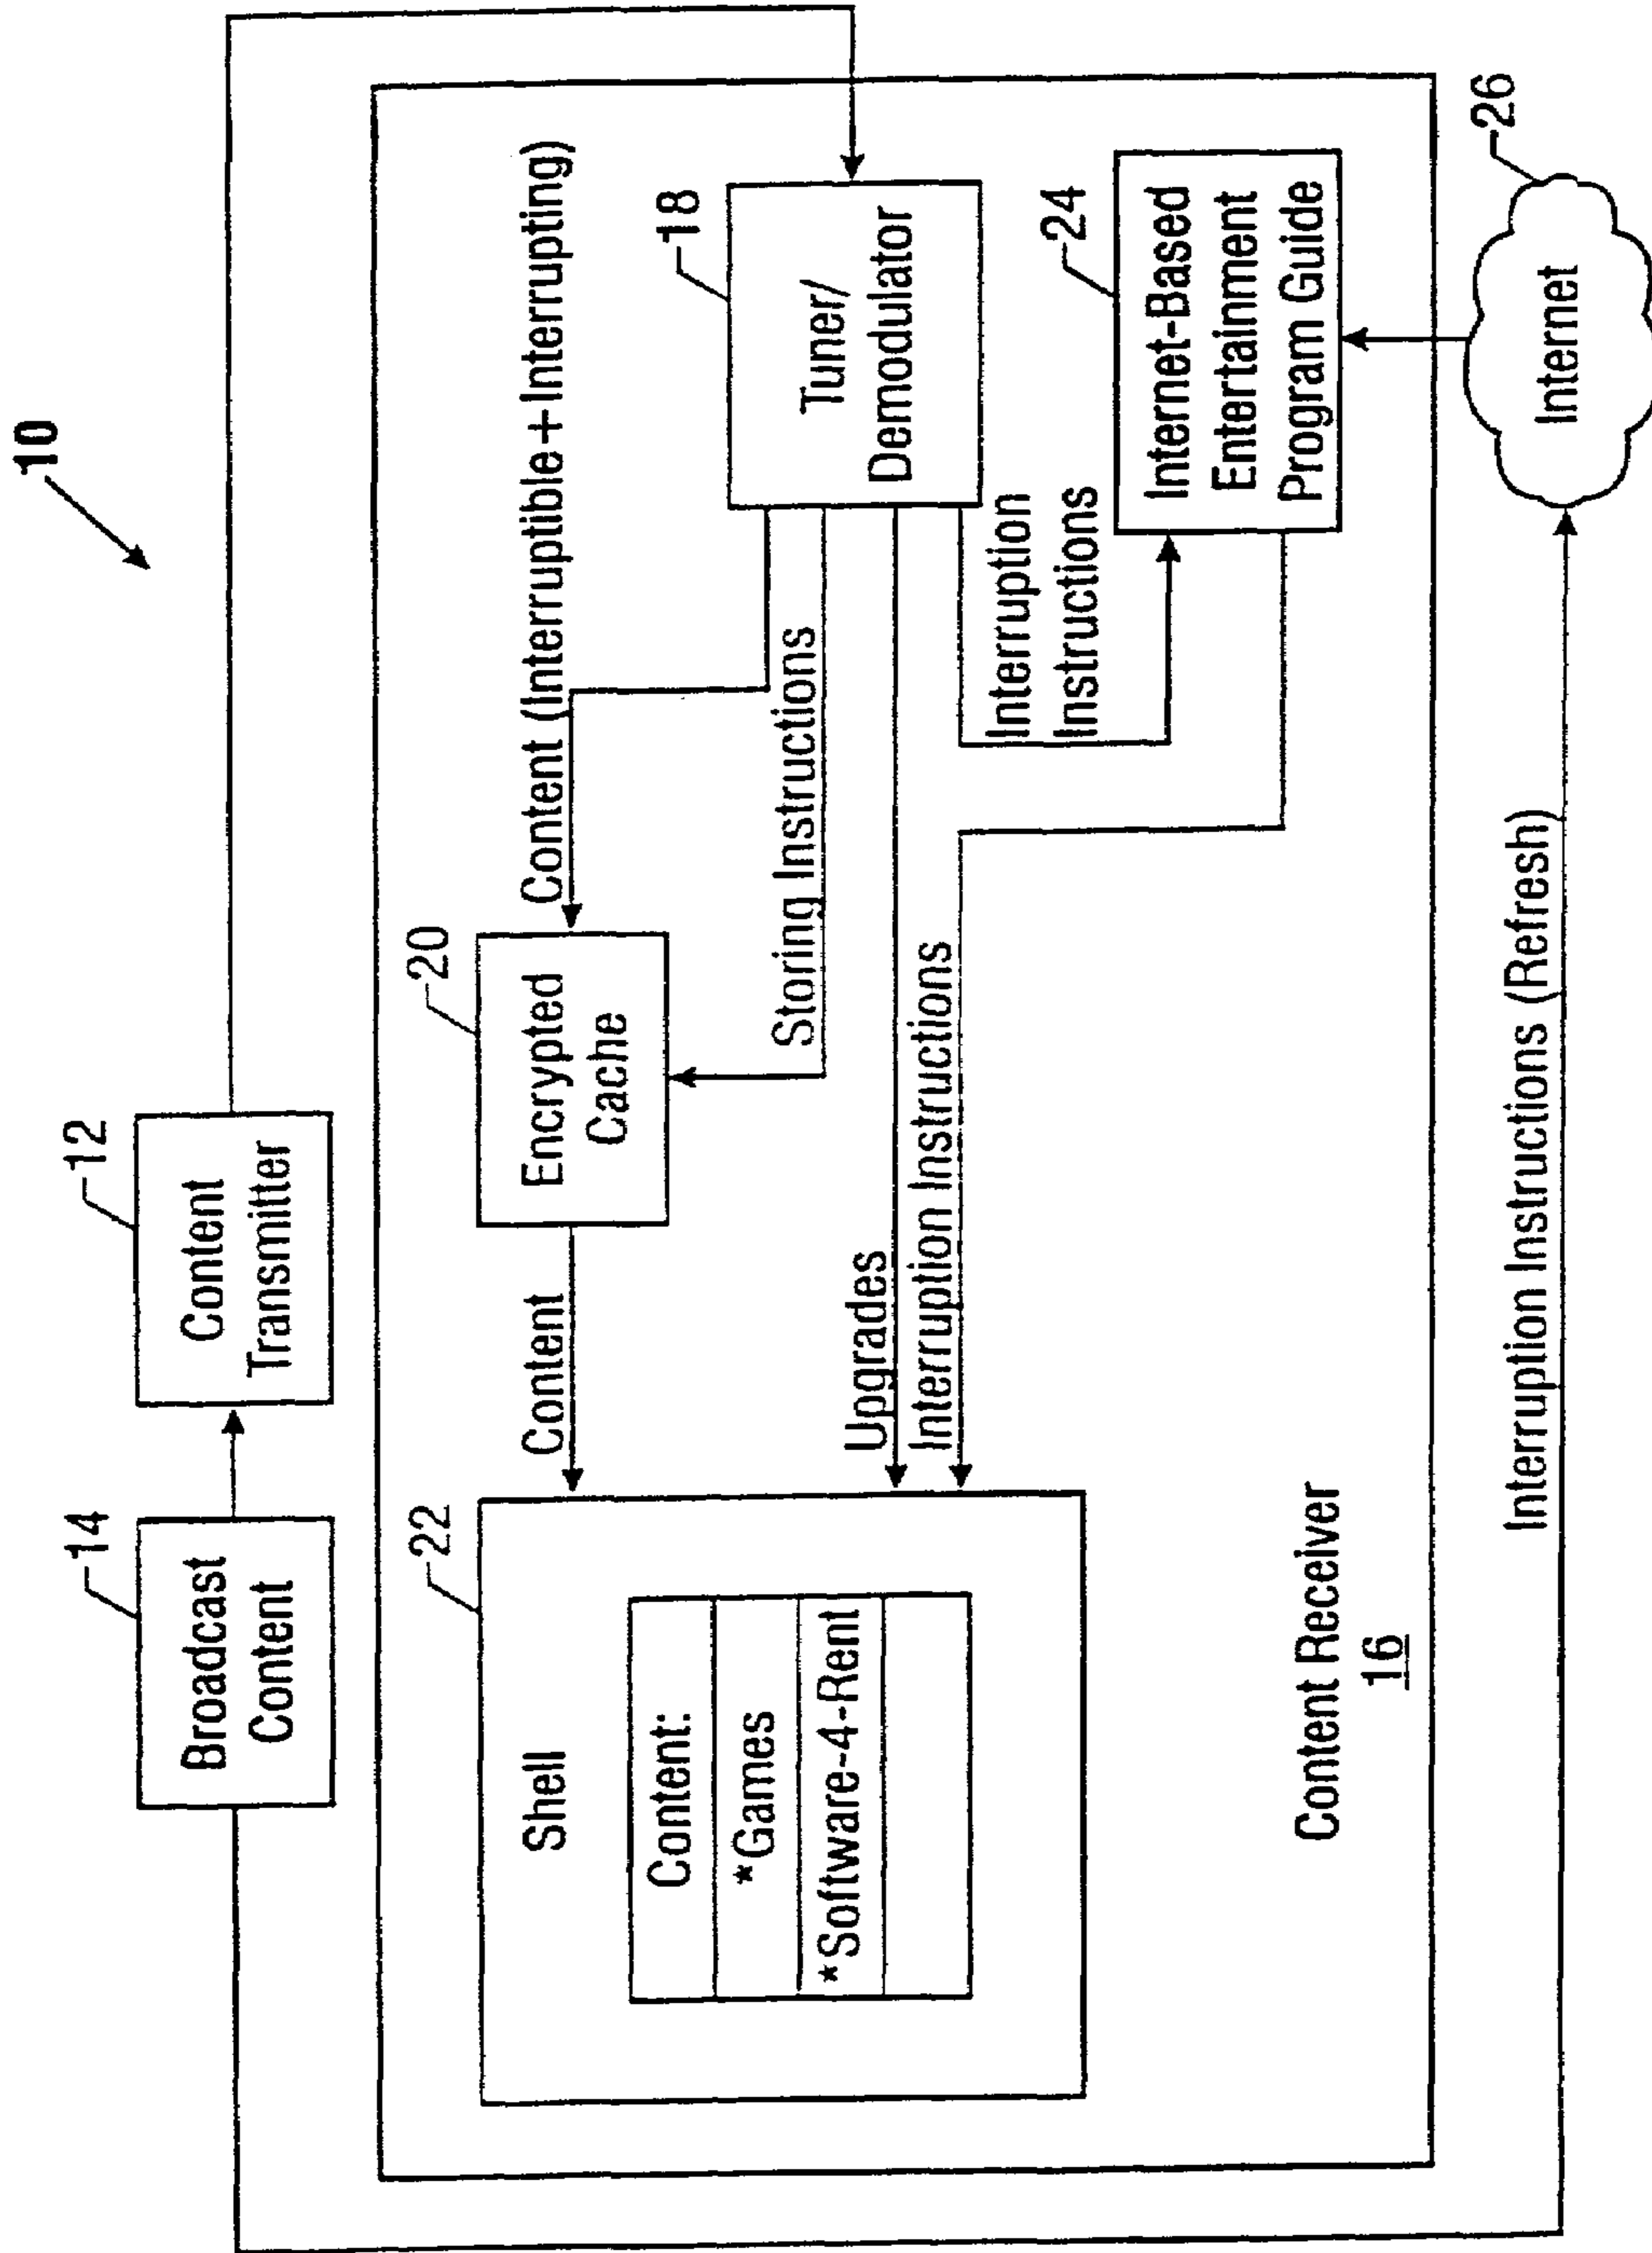 10
14
Broadcast
Content
12
Content
Transmitter
22
Shell
Content:
*Games
*Software-4-Rent
Content
20
Encrypted
Cache
Content (Interruptible+Interrupting)
Storing Instructions
18
Tuner/
Demodulator
Upgrades
Interruption Instructions
Interruption
Instructions
24
Internet-Based
Entertainment
Program Guide
Content Receiver
16
Interruption Instructions (Refresh)
26
Internet